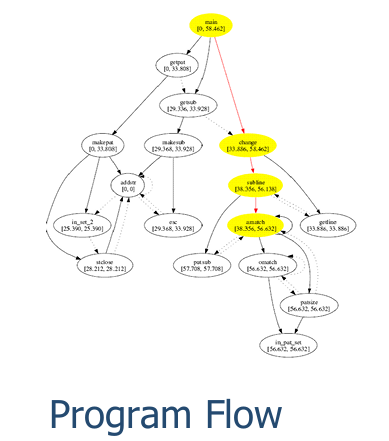 main
[0, 58.462]
getpat
[0, 33.808]
getsub
[29.336, 33.928]
makepat
[0, 33.808]
makesub
[29.368, 33.928]
change
[33.886, 58.462]
addstr
[0, 0]
subline
[38.356, 56.138]
in_set_2
[25.390, 25.390]
esc
[29.368, 33.928]
amatch
[38.356, 56.632]
getline
[33.886, 33.886]
stclose
[28.212, 28.212]
patsub
[57.708, 57.708]
omatch
[56.632, 56.632]
patsize
[56.632, 56.632]
in_pat_set
[56.632, 56.632]
Program Flow